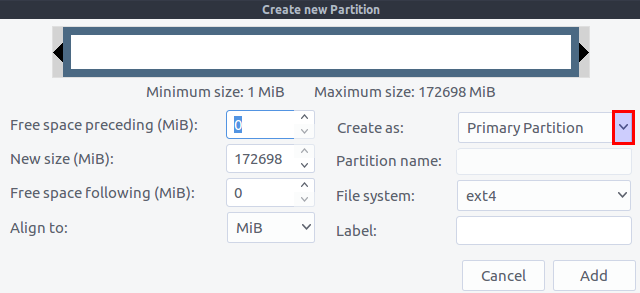 Create new Partition
Minimum size: 1 MiB Maximum size: 172698 MiB
Free space preceding (MiB): 0 Create as: Primary Partition
New size (MiB): 172698 Partition name:
Free space following (MiB): 0 File system: ext4
Align to: MiB Label:
Cancel Add